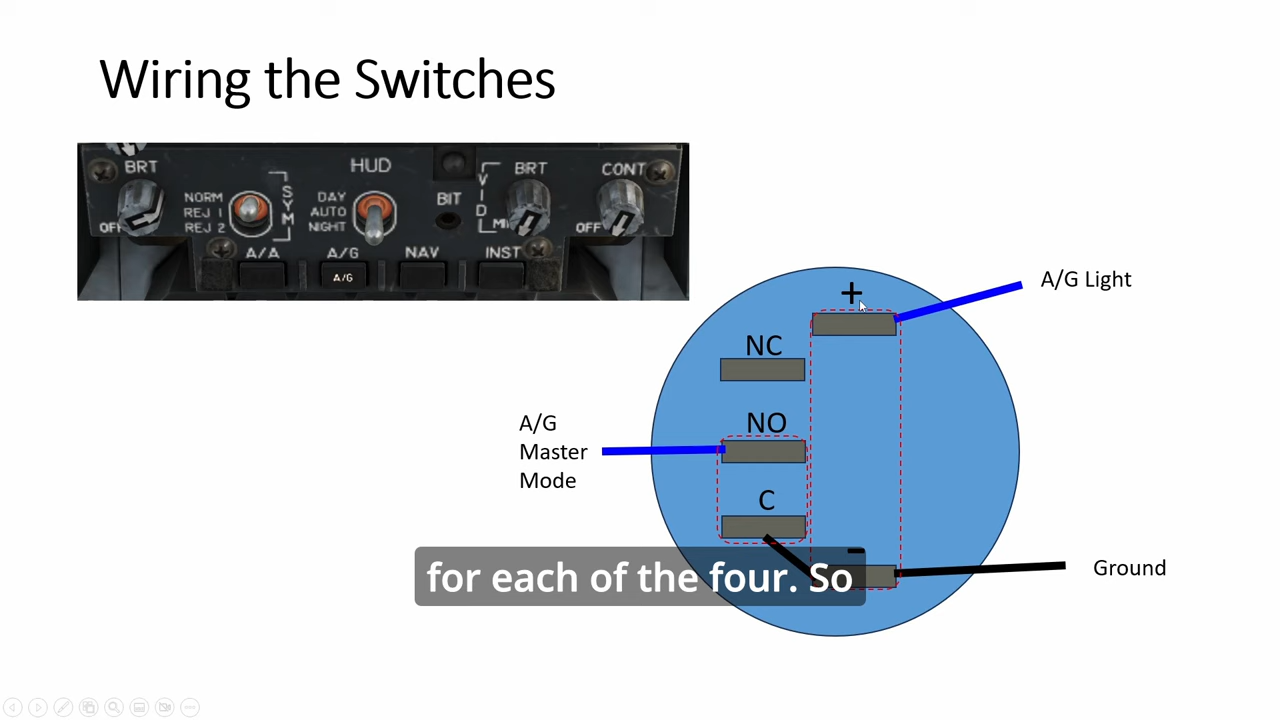 Wiring the Switches
BRT
HUD
BRT
CONT
NORM
REJ 1
REJ 2
SYM
DAY
AUTO
NIGHT
BIT
VID
OFF
OFF
A/A
A/G
NAV
INST
A/G
+
A/G Light
NC
A/G
Master
Mode
NO
C
-
for each of the four. So
Ground